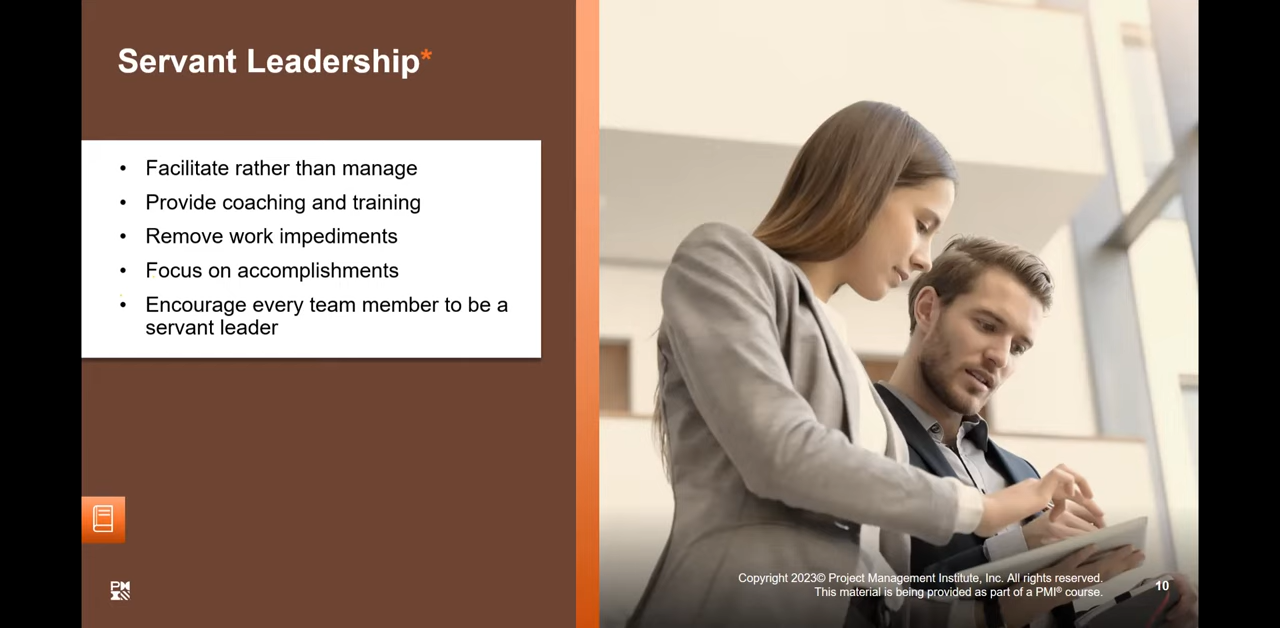 Servant Leadership*
• Facilitate rather than manage
• Provide coaching and training
• Remove work impediments
• Focus on accomplishments
• Encourage every team member to be a
servant leader
PM
Copyright 2023© Project Management Institute, Inc. All rights reserved.
This material is being provided as part of a PMI® course.
10